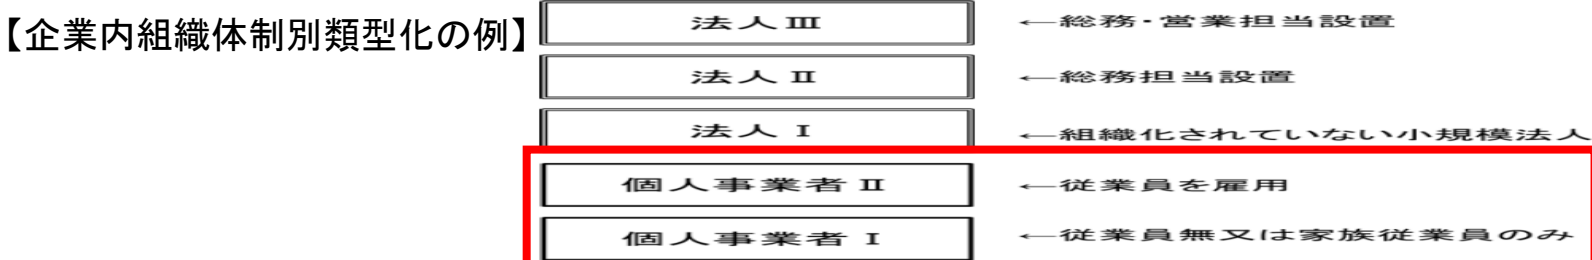 【企業内組織体制別類型化の例】
法人Ⅲ ←総務・営業担当設置
法人Ⅱ ←総務担当設置
法人Ⅰ ←組織化されていない小規模法人
個人事業者Ⅱ ←従業員を雇用
個人事業者Ⅰ ←従業員無又は家族従業員のみ